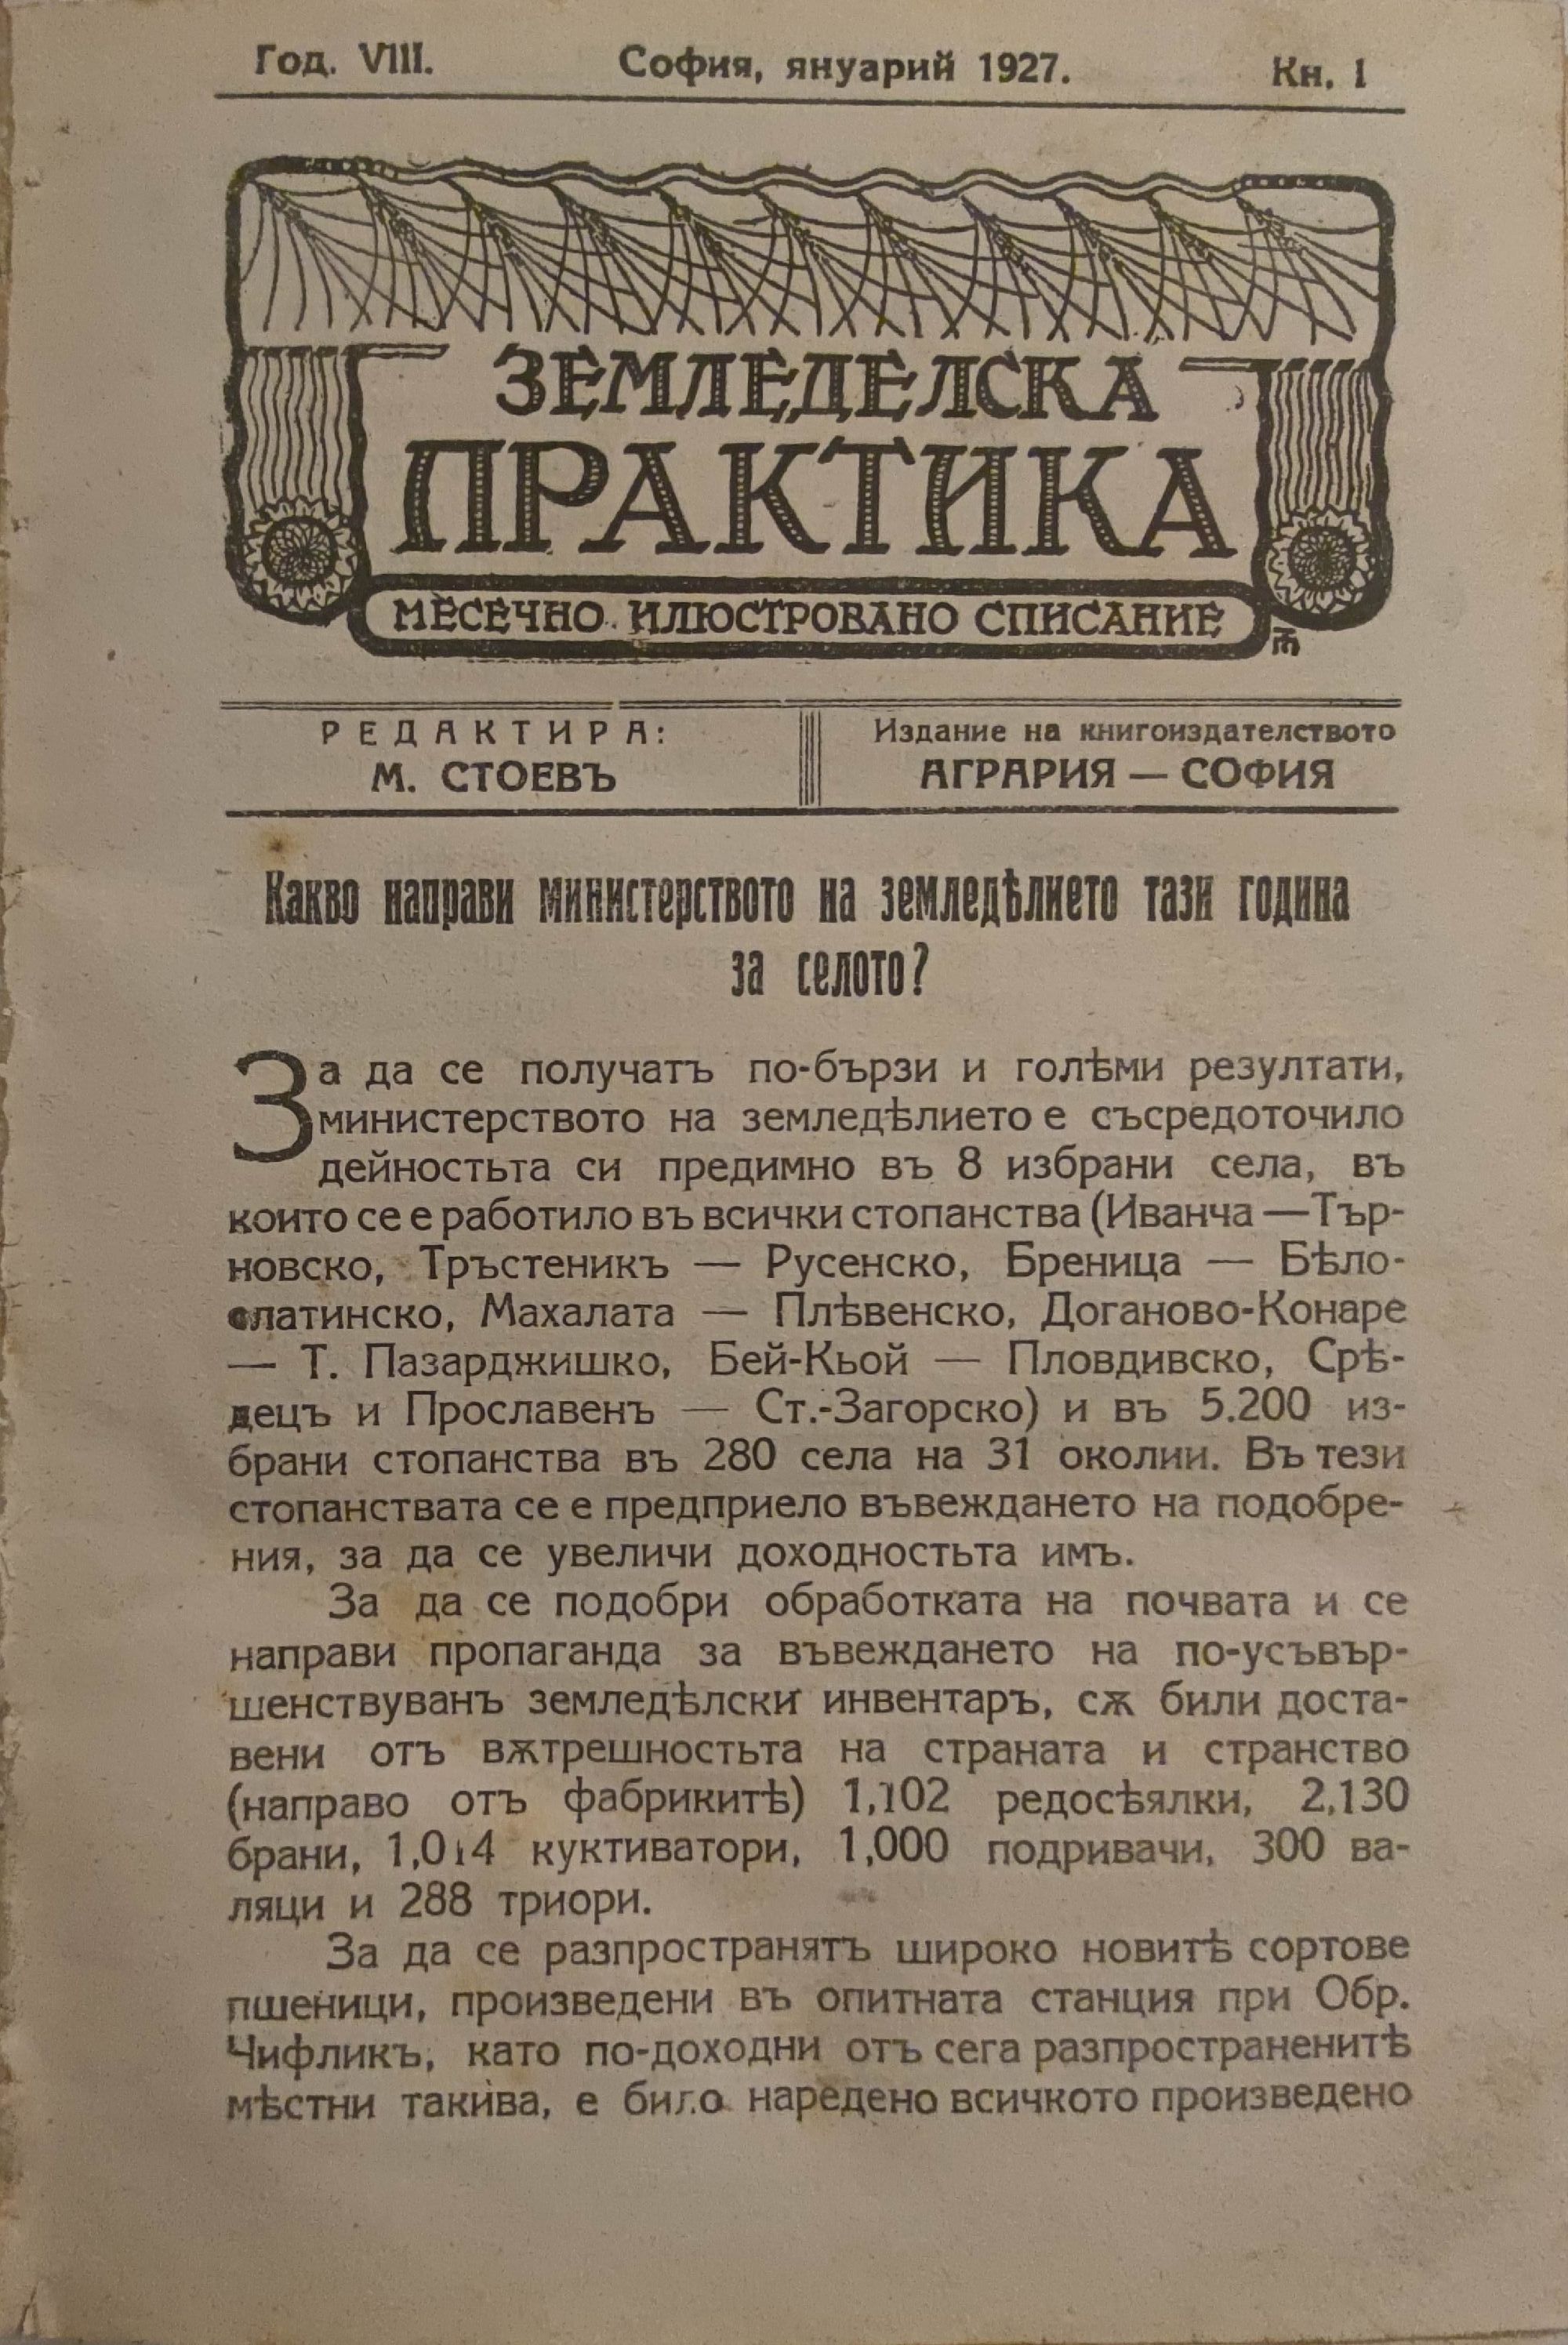 Год. VIII. София, януарий 1927. Кн. 1
ЗЕМЛЕДЕЛСКА
ПРАКТИКА
МЕСЕЧНО ИЛЮСТРОВАНО СПИСАНИЕ
РЕДАКТИРА:
М. СТОЕВЪ
Издание на книгоиздателството
АГРАРИЯ — СОФИЯ
Какво направи министерството на земледѣлието тази година
за селото?
За да се получатъ по-бързи и голѣми резултати,
министерството на земледѣлието е съсредоточило
дейностьта си предимно въ 8 избрани села, въ
които се е работило въ всички стопанства (Иванча — Тър-
новско, Тръстеникъ — Русенско, Бреница — Бѣло-
слатинско, Махалата — Плѣвенско, Доганово-Конаре
— Т. Пазарджишко, Бей-Кьой — Пловдивско, Срѣ-
децъ и Прославенъ — Ст.-Загорско) и въ 5.200 из-
брани стопанства въ 280 села на 31 околии. Въ тези
стопанствата се е предприело въвеждането на подобре-
ния, за да се увеличи доходностьта имъ.
За да се подобри обработката на почвата и се
направи пропаганда за въвеждането на по-усъвър-
шенствуванъ земледѣлски инвентаръ, сѫ били доста-
вени отъ вѫтрешностьта на страната и странство
(направо отъ фабрикитѣ) 1,102 редосѣялки, 2,130
брани, 1,014 куктиватори, 1,000 подривачи, 300 ва-
ляци и 288 триори.
За да се разпространятъ широко новитѣ сортове
пшеници, произведени въ опитната станция при Обр.
Чифликъ, като по-доходни отъ сега разпространенитѣ
мѣстни такива, е било наредено всичкото произведено